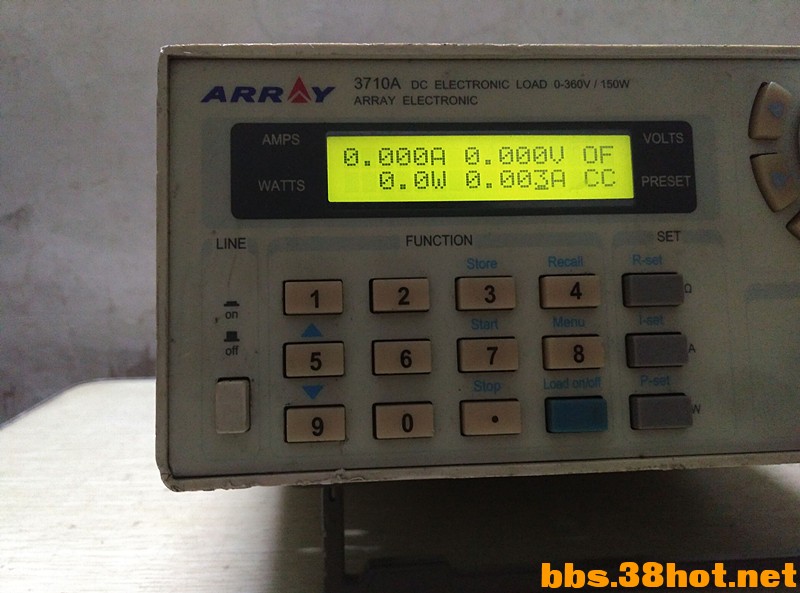 ARRAY 3710A DC ELECTRONIC LOAD 0-360V / 150W
ARRAY ELECTRONIC
AMPS 0.000A 0.000V OF VOLTS
WATTS 0.0W 0.003A CC PRESET
LINE FUNCTION SET
Store Recall R-set
on 1 2 3 4 Ω
Start Menu I-set
off 5 6 7 8 A
Stop Load on/off P-set
9 0 . W
bbs.38hot.net